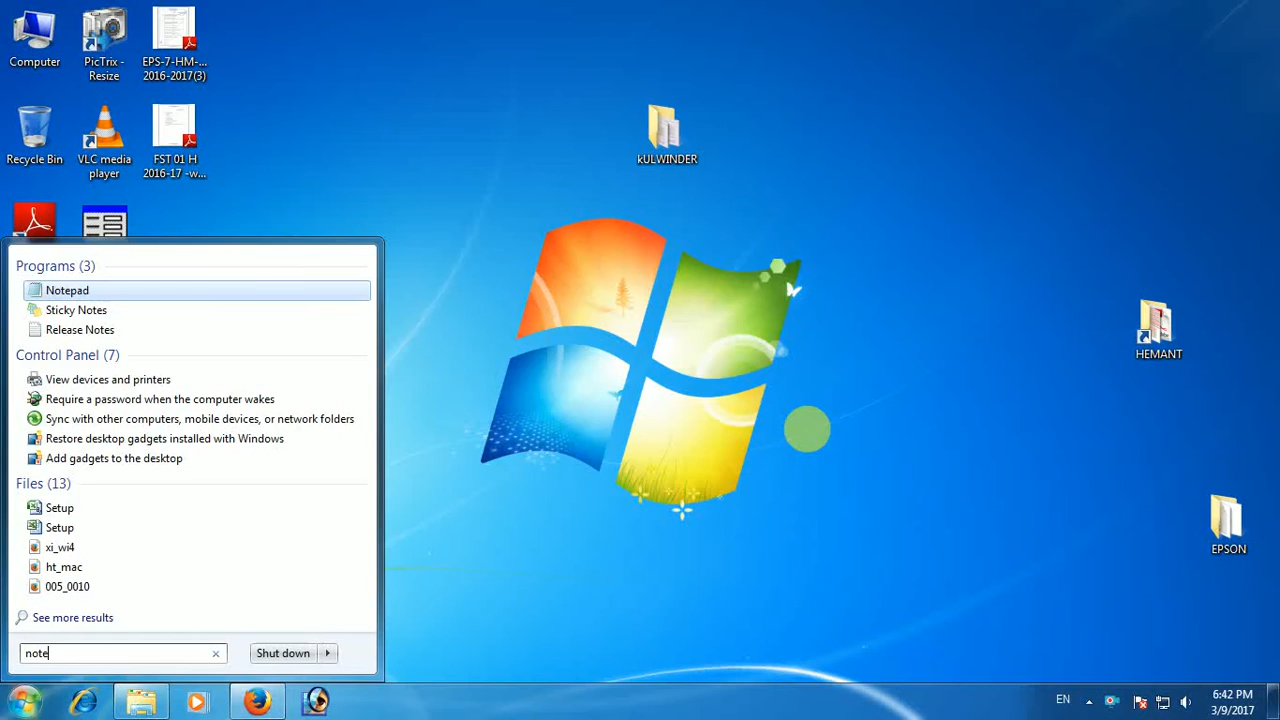 Computer
PicTrix -
Resize
EPS-7-HM-...
2016-2017(3)
Recycle Bin
VLC media
player
FST 01 H
2016-17 -w...
kULWINDER
HEMANT
EPSON
Programs (3)
Notepad
Sticky Notes
Release Notes
Control Panel (7)
View devices and printers
Require a password when the computer wakes
Sync with other computers, mobile devices, or network folders
Restore desktop gadgets installed with Windows
Add gadgets to the desktop
Files (13)
Setup
Setup
xi_wi4
ht_mac
005_0010
See more results
note
Shut down
EN
6:42 PM
3/9/2017